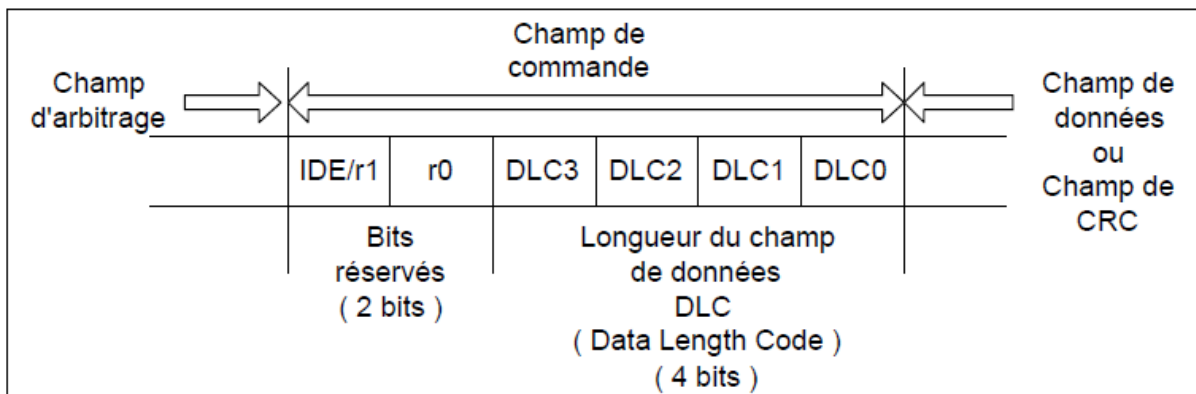 Champ de
commande
Champ
d'arbitrage
Champ de
données
ou
Champ de
CRC
IDE/r1 r0 DLC3 DLC2 DLC1 DLC0
Bits
réservés
( 2 bits )
Longueur du champ
de données
DLC
( Data Length Code )
( 4 bits )